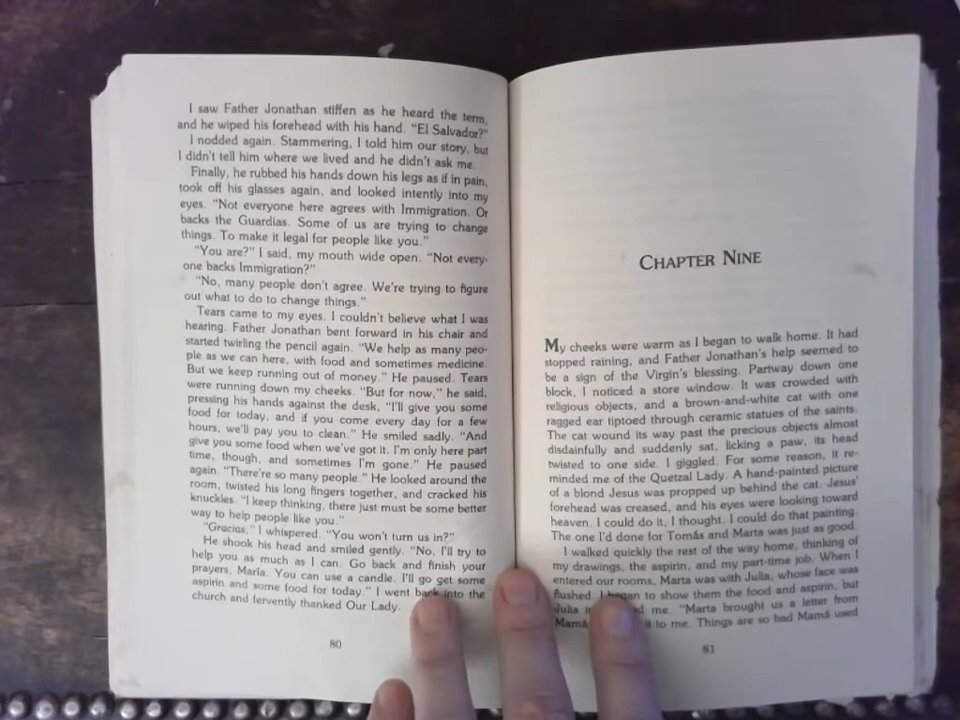 I saw Father Jonathan stiffen as he heard the term,
and he wiped his forehead with his hand. “El Salvador?”
I nodded again. Stammering, I told him our story, but
I didn’t tell him where we lived and he didn’t ask me.
Finally, he rubbed his hands down his legs as if in pain,
took off his glasses again, and looked intently into my
eyes. “Not everyone here agrees with Immigration. Or
backs the Guardias. Some of us are trying to change
things. To make it legal for people like you.”
“You are?” I said, my mouth wide open. “Not every-
one backs Immigration?”
“No, many people don’t agree. We’re trying to figure
out what to do to change things.”
Tears came to my eyes. I couldn’t believe what I was
hearing. Father Jonathan bent forward in his chair and
started twirling the pencil again. “We help as many peo-
ple as we can here, with food and sometimes medicine.
But we keep running out of money.” He paused. Tears
were running down my cheeks. “But for now,” he said,
pressing his hands against the desk, “I’ll give you some
food for today, and if you come every day for a few
hours, we’ll pay you to clean.” He smiled sadly. “And
give you some food when we’ve got it. I’m only here part
time, though, and sometimes I’m gone.” He paused
again. “There’re so many people.” He looked around the
room, twisted his long fingers together, and cracked his
knuckles. “I keep thinking, there just must be some better
way to help people like you.”
“Gracias,” I whispered. “You won’t turn us in?”
He shook his head and smiled gently. “No, I’ll try to
help you as much as I can. Go back and finish your
prayers, María. You can use a candle. I’ll go get some
aspirin and some food for today.” I went back into the
church and fervently thanked Our Lady.
80
CHAPTER NINE
My cheeks were warm as I began to walk home. It had
stopped raining, and Father Jonathan’s help seemed to
be a sign of the Virgin’s blessing. Partway down one
block, I noticed a store window. It was crowded with
religious objects, and a brown-and-white cat with one
ragged ear tiptoed through ceramic statues of the saints.
The cat wound its way past the precious objects almost
disdainfully and suddenly sat, licking a paw, its head
twisted to one side. I giggled. For some reason, it re-
minded me of the Quetzal Lady. A hand-painted picture
of a blond Jesus was propped up behind the cat. Jesus’
forehead was creased, and his eyes were looking toward
heaven. I could do it, I thought. I could do that painting.
The one I’d done for Tomás and Marta was just as good.
I walked quickly the rest of the way home, thinking of
my drawings, the aspirin, and my part-time job. When I
entered our rooms, Marta was with Julia, whose face was
flushed. I began to show them the food and aspirin, but
Julia me. “Marta brought us a letter from
Mamá it to me. Things are so bad Mamá used
81